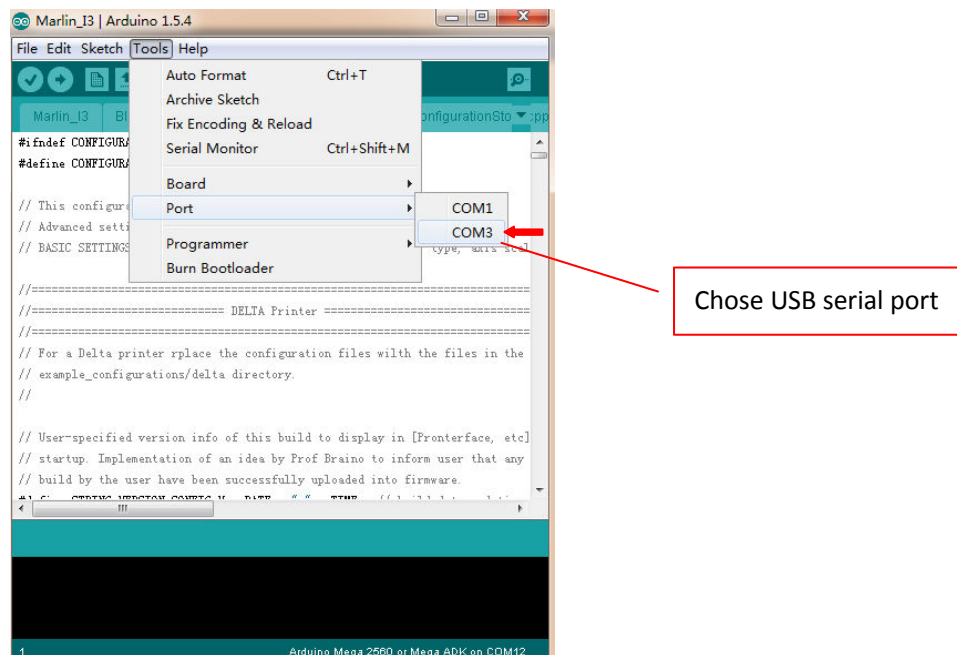 Marlin_I3 | Arduino 1.5.4
File Edit Sketch Tools Help
Auto Format Ctrl+T
Archive Sketch
Fix Encoding & Reload
Serial Monitor Ctrl+Shift+M
Board
Port
Programmer
Burn Bootloader
COM1
COM3
Chose USB serial port
Marlin_I3 Bl onfigurationSto cpp
#ifndef CONFIGURA
#define CONFIGURA
// This configura
// Advanced setti
// BASIC SETTINGS type, axis scal
//=====================================================
//============================ DELTA Printer ============================
//=====================================================
// For a Delta printer rplace the configuration files wilth the files in the
// example_configurations/delta directory.
//
// User-specified version info of this build to display in [Pronterface, etc]
// startup. Implementation of an idea by Prof Braino to inform user that any
// build by the user have been successfully uploaded into firmware.
1 Arduino Mega 2560 or Mega ADK on COM12